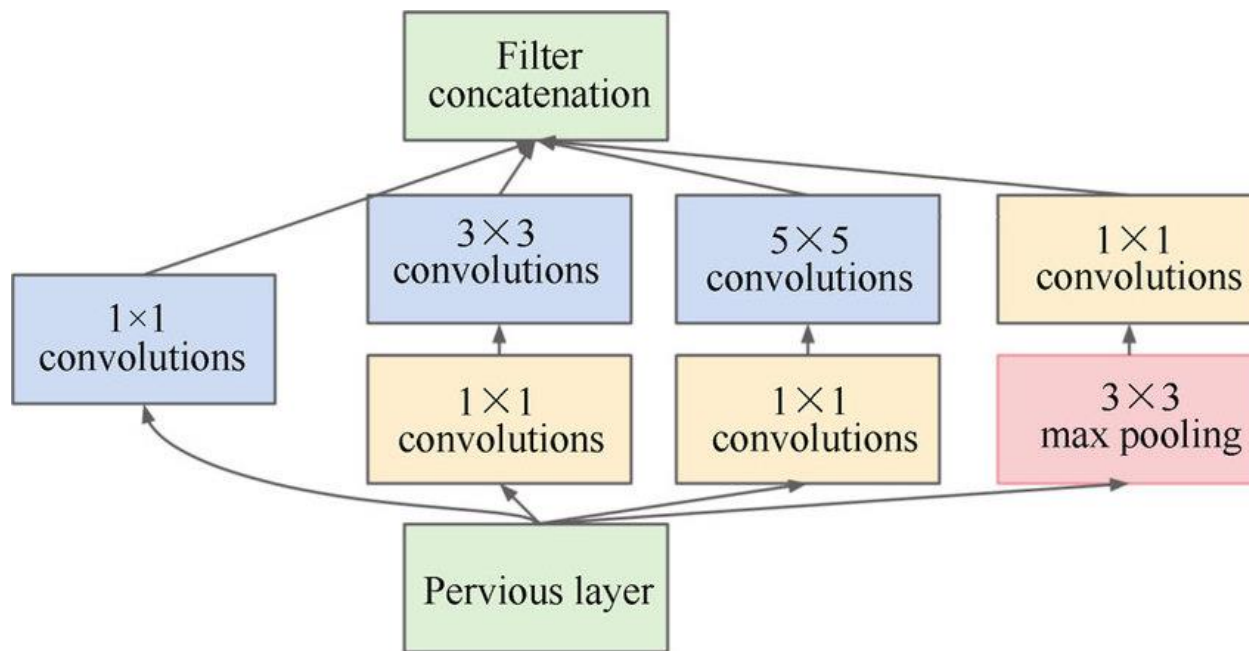 Filter
concatenation
3×3
convolutions
5×5
convolutions
1×1
convolutions
1×1
convolutions
1×1
convolutions
1×1
convolutions
3×3
max pooling
Pervious layer